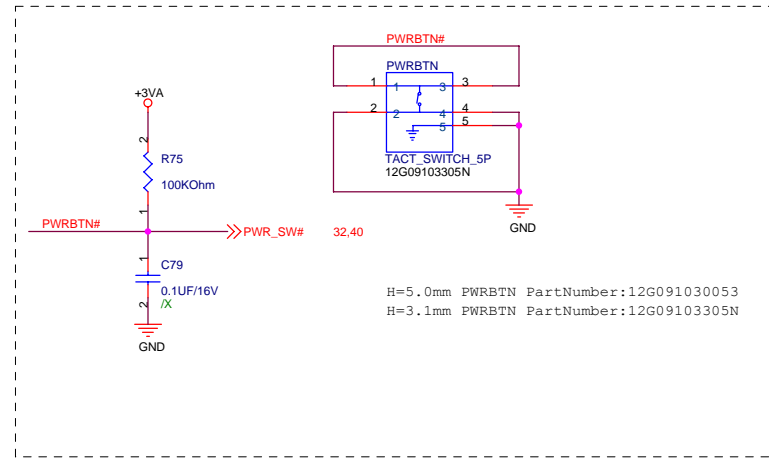 PWRBTN#
PWRBTN
1 1 3 3
2 2 4 4
5 5
TACT_SWITCH_5P
12G09103305N
GND
+3VA
2
R75
100KOhm
1
PWRBTN#
PWR_SW# 32,40
1
C79
0.1UF/16V
/X
2
GND
H=5.0mm PWRBTN PartNumber:12G091030053
H=3.1mm PWRBTN PartNumber:12G09103305N